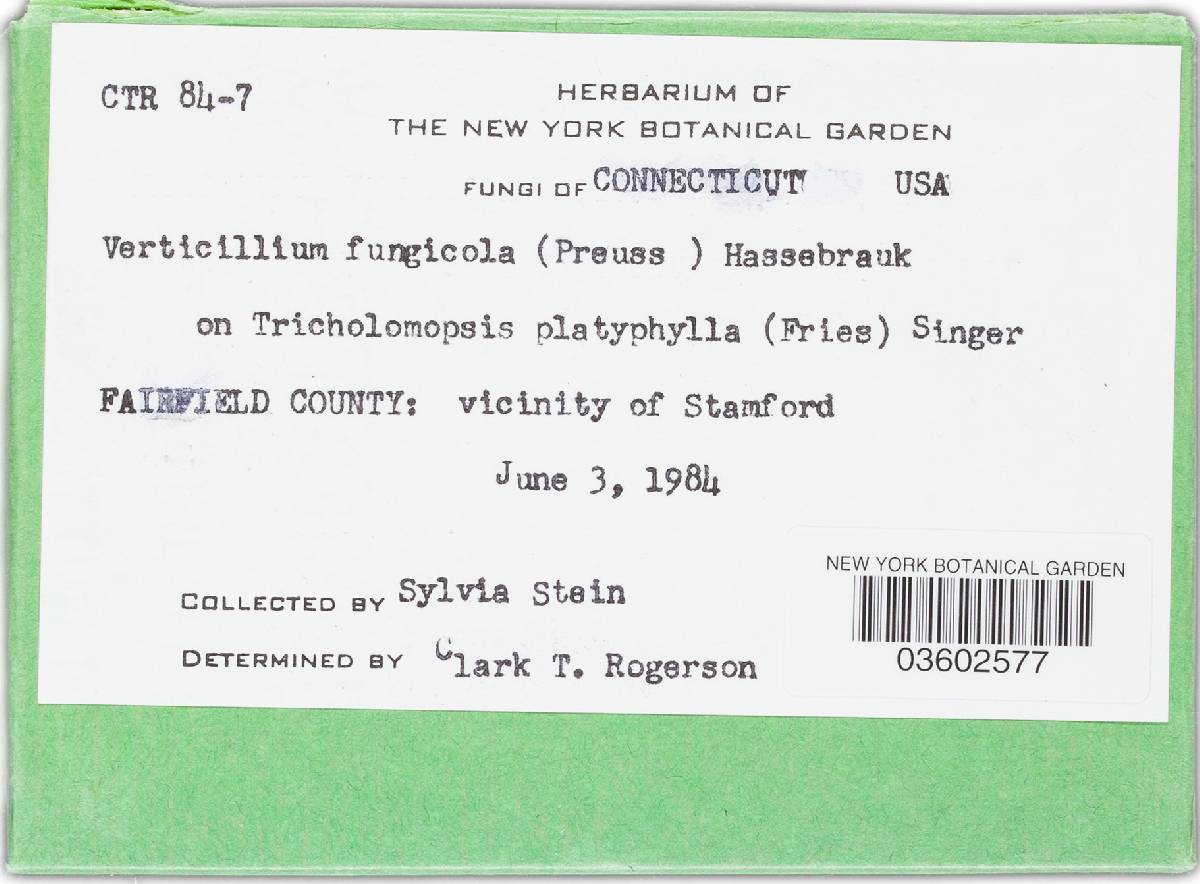 CTR 84-7
HERBARIUM OF
THE NEW YORK BOTANICAL GARDEN
FUNGI OF CONNECTICUT USA
Verticillium fungicola (Preuss ) Hassebrauk
on Tricholomopsis platyphylla (Fries) Singer
FAIRFIELD COUNTY: vicinity of Stamford
June 3, 1984
COLLECTED BY Sylvia Stein
DETERMINED BY Clark T. Rogerson
NEW YORK BOTANICAL GARDEN
03602577